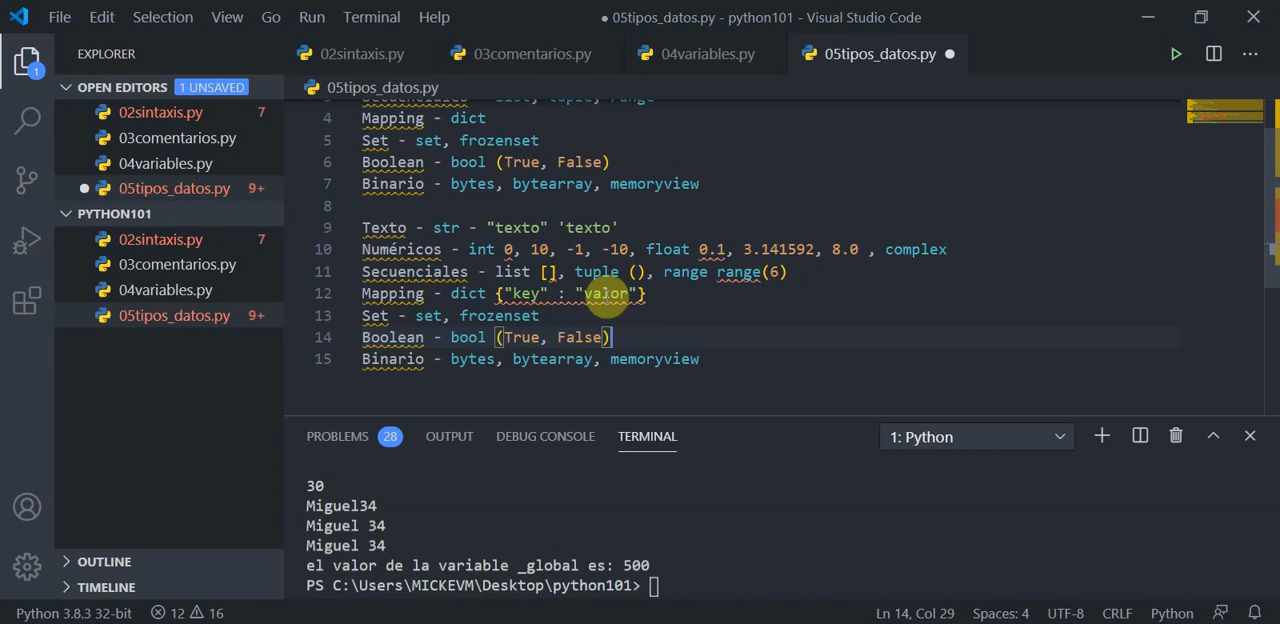 File Edit Selection View Go Run Terminal Help ● 05tipos_datos.py - python101 - Visual Studio Code
EXPLORER 02sintaxis.py 03comentarios.py 04variables.py 05tipos_datos.py
OPEN EDITORS 1 UNSAVED
02sintaxis.py 7
03comentarios.py
04variables.py
05tipos_datos.py 9+
PYTHON101
02sintaxis.py 7
03comentarios.py
04variables.py
05tipos_datos.py 9+
OUTLINE
TIMELINE
1
05tipos_datos.py
Secuenciales - list, tuple, range
4 Mapping - dict
5 Set - set, frozenset
6 Boolean - bool (True, False)
7 Binario - bytes, bytearray, memoryview
8
9 Texto - str - "texto" 'texto'
10 Numéricos - int 0, 10, -1, -10, float 0.1, 3.141592, 8.0 , complex
11 Secuenciales - list [], tuple (), range range(6)
12 Mapping - dict {"key" : "valor"}
13 Set - set, frozenset
14 Boolean - bool (True, False)
15 Binario - bytes, bytearray, memoryview
PROBLEMS 28 OUTPUT DEBUG CONSOLE TERMINAL 1: Python
30
Miguel34
Miguel 34
Miguel 34
el valor de la variable _global es: 500
PS C:\Users\MICKEVM\Desktop\python101>
Python 3.8.3 32-bit 12 16 Ln 14, Col 29 Spaces: 4 UTF-8 CRLF Python